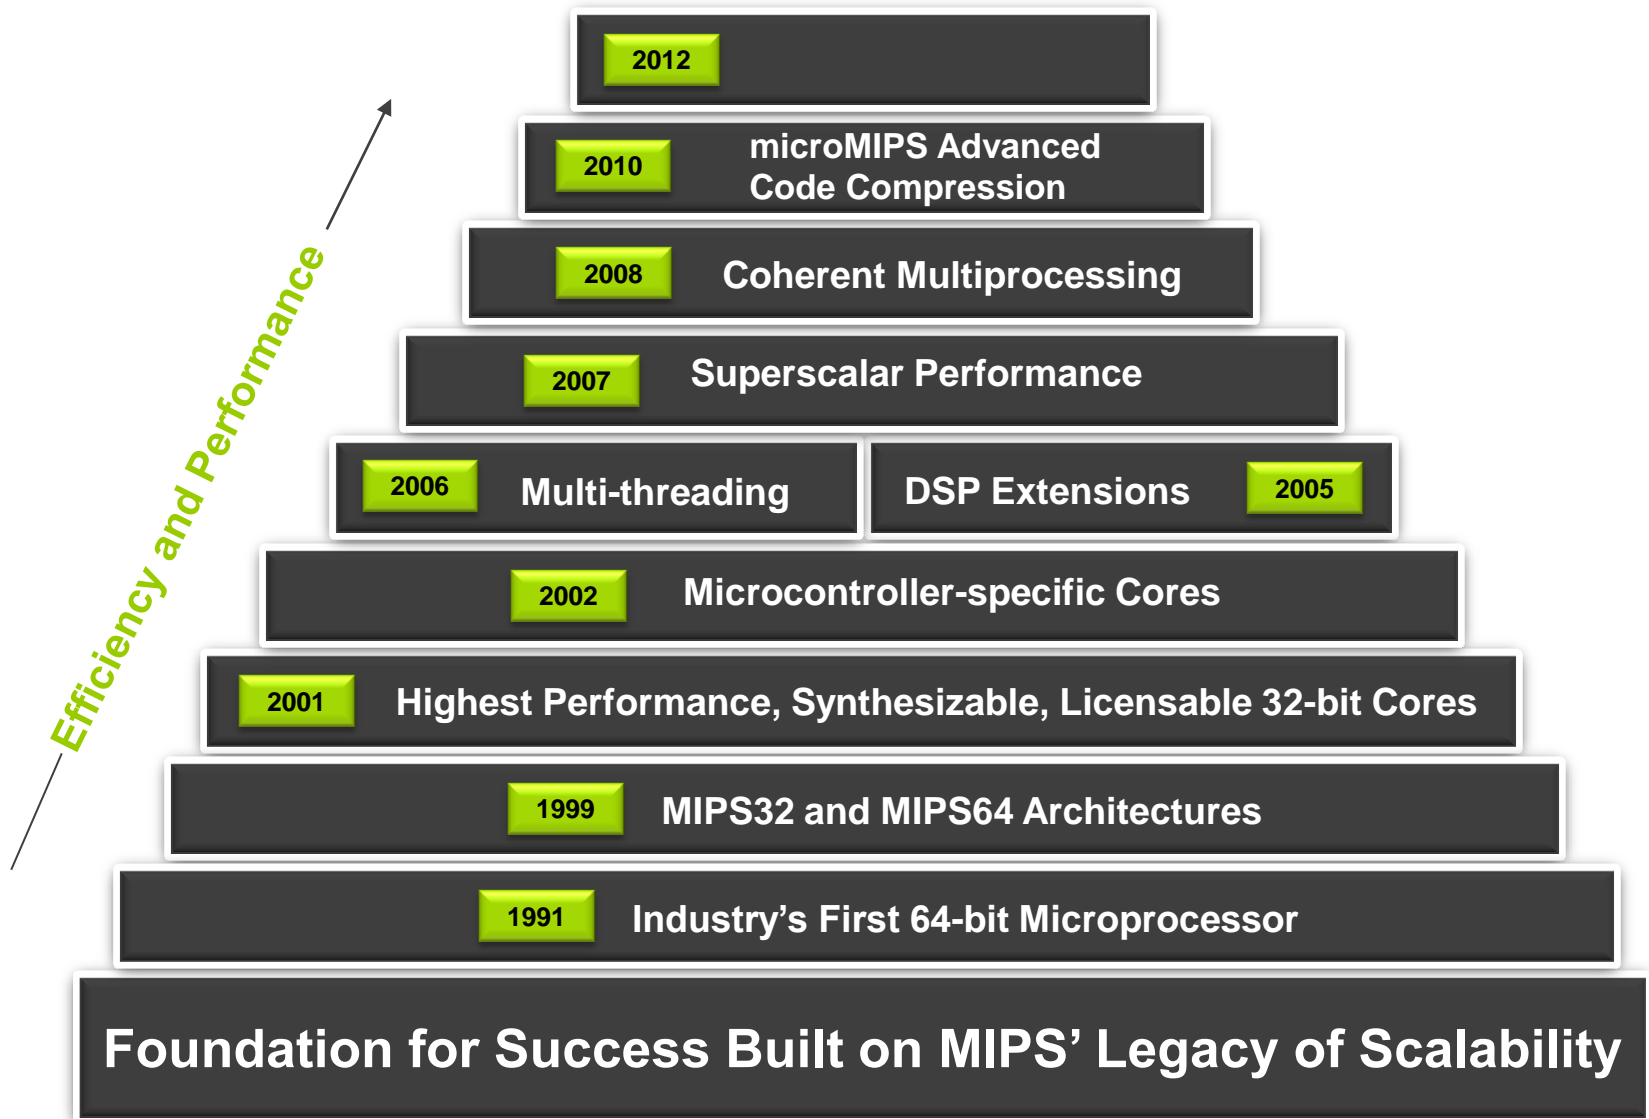 2012
2010
microMIPS Advanced
Code Compression
2008
Coherent Multiprocessing
2007
Superscalar Performance
2006
Multi-threading
DSP Extensions
2005
2002
Microcontroller-specific Cores
2001
Highest Performance, Synthesizable, Licensable 32-bit Cores
1999
MIPS32 and MIPS64 Architectures
1991
Industry’s First 64-bit Microprocessor
Foundation for Success Built on MIPS’ Legacy of Scalability
Efficiency and Performance